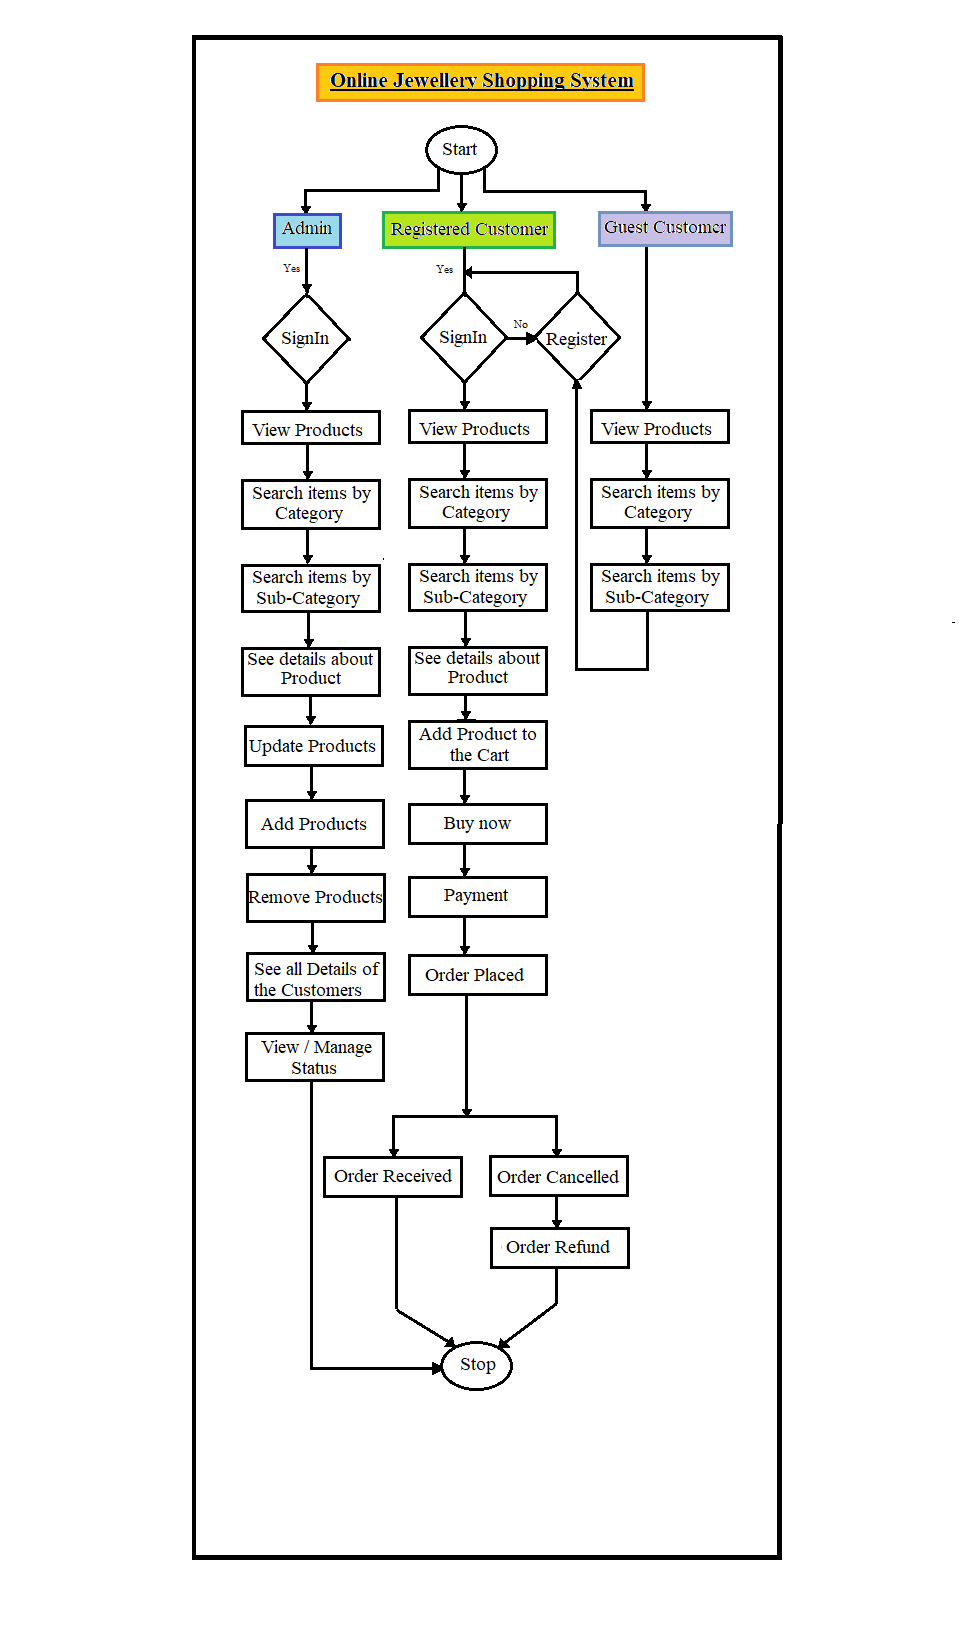 Online Jewellery Shopping System
Start
Admin
Registered Customer
Guest Customer
Yes
Yes
SignIn
SignIn
No
Register
View Products
View Products
View Products
Search items by
Category
Search items by
Category
Search items by
Category
Search items by
Sub-Category
Search items by
Sub-Category
Search items by
Sub-Category
See details about
Product
See details about
Product
Update Products
Add Product to
the Cart
Add Products
Buy now
Remove Products
Payment
See all Details of
the Customers
Order Placed
View / Manage
Status
Order Received
Order Cancelled
Order Refund
Stop